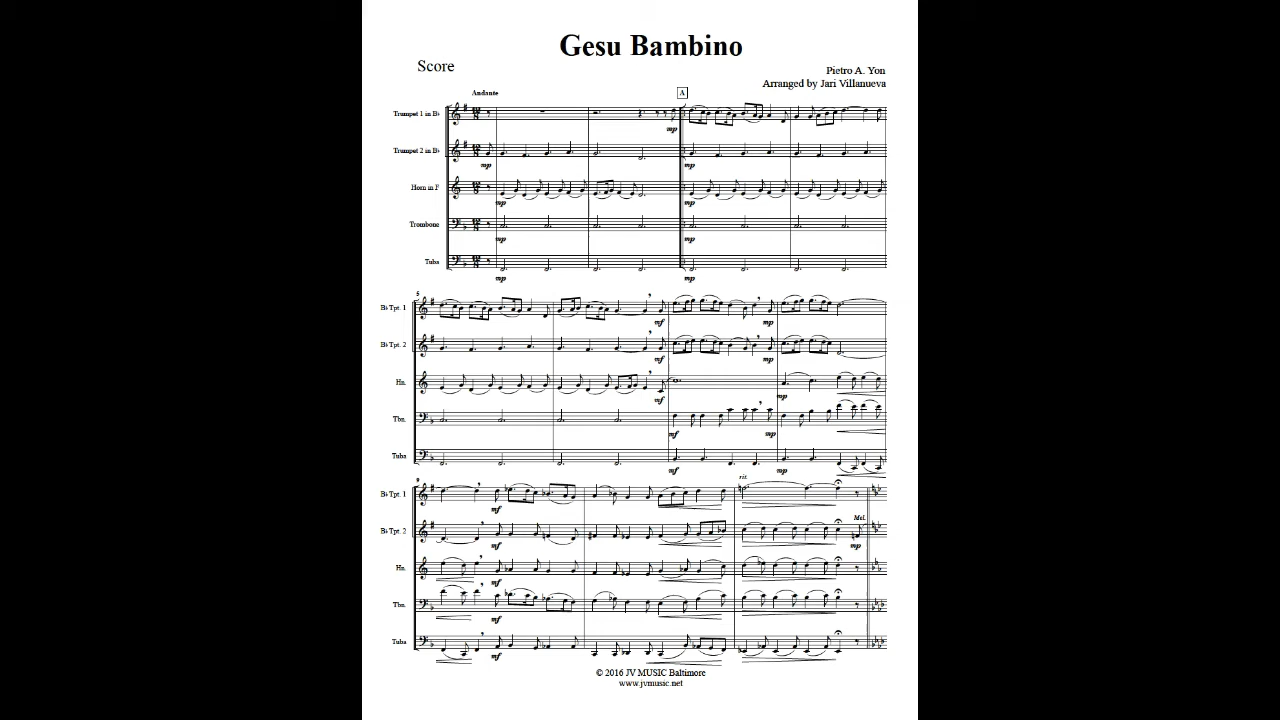 Gesu Bambino
Score
Pietro A. Yon
Arranged by Jari Villanueva
Andante
A
Trumpet 1 in B♭
mp
Trumpet 2 in B♭
mp
mp
Horn in F
mp
mp
Trombone
mp
mp
Tuba
mp
mp
5
B♭ Tpt. 1
mf
mp
B♭ Tpt. 2
mf
mp
Hn.
mf
mp
Tbn.
mf
mp
Tuba
mf
mp
9
rit.
B♭ Tpt. 1
mf
Mel.
B♭ Tpt. 2
mf
mp
Hn.
mf
Tbn.
mf
Tuba
mf
© 2016 JV MUSIC Baltimore
www.jvmusic.net